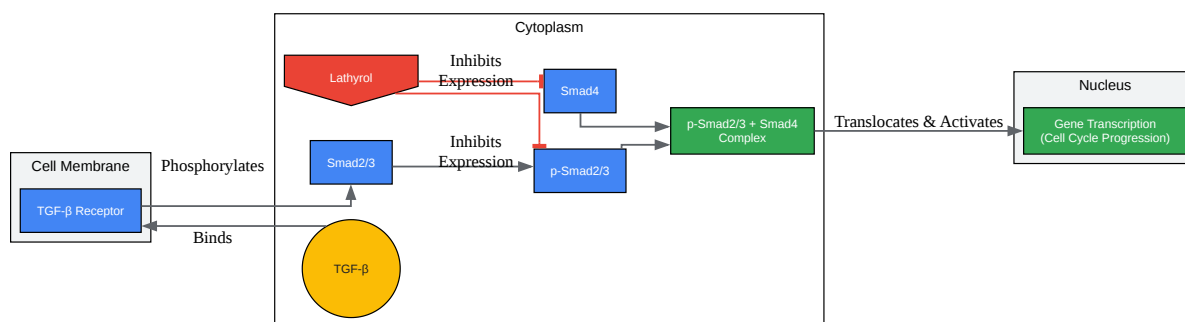 Cytoplasm
Lathyrol
Inhibits
Expression
Smad4
p-Smad2/3 + Smad4
Complex
Translocates & Activates
Nucleus
Gene Transcription
(Cell Cycle Progression)
Cell Membrane
TGF-β Receptor
Phosphorylates
Smad2/3
Inhibits
Expression
p-Smad2/3
Binds
TGF-β